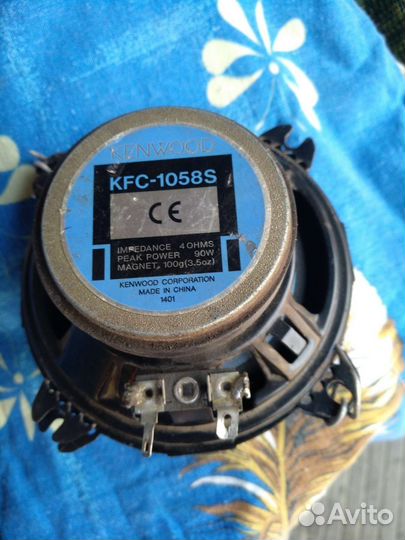 KENWOOD
KFC-1058S
CE
IMPEDANCE 4 OHMS
PEAK POWER 90W
MAGNET, 100g(3.5oz)
KENWOOD CORPORATION
MADE IN CHINA
1401
Avito